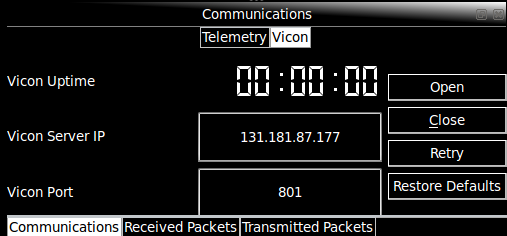 Communications
Telemetry Vicon
Vicon Uptime 00:00:00
Open
Close
Vicon Server IP 131.181.87.177
Retry
Restore Defaults
Vicon Port 801
Communications Received Packets Transmitted Packets